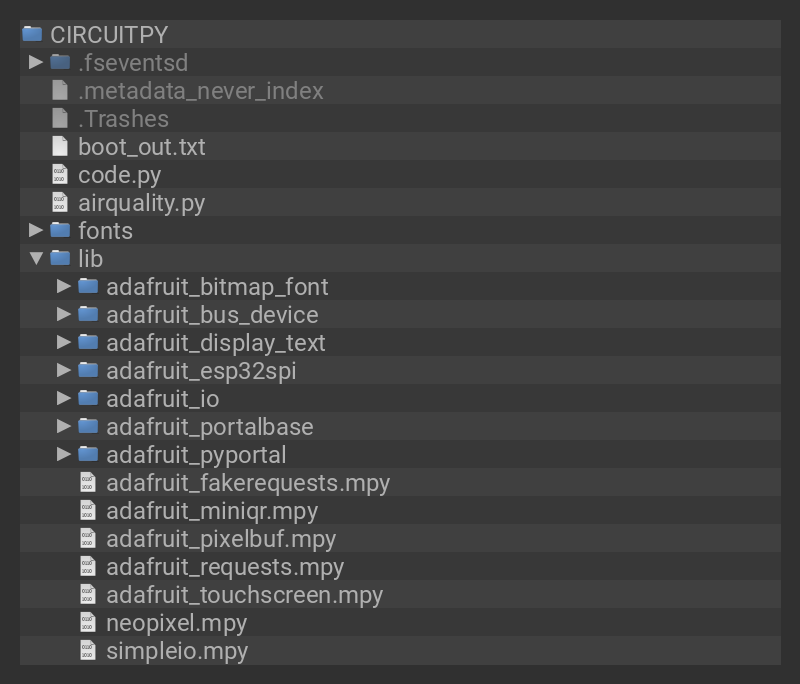 CIRCUITPY
.fseventsd
.metadata_never_index
.Trashes
boot_out.txt
code.py
airquality.py
fonts
lib
adafruit_bitmap_font
adafruit_bus_device
adafruit_display_text
adafruit_esp32spi
adafruit_io
adafruit_portalbase
adafruit_pyportal
adafruit_fakerequests.mpy
adafruit_miniqr.mpy
adafruit_pixelbuf.mpy
adafruit_requests.mpy
adafruit_touchscreen.mpy
neopixel.mpy
simpleio.mpy